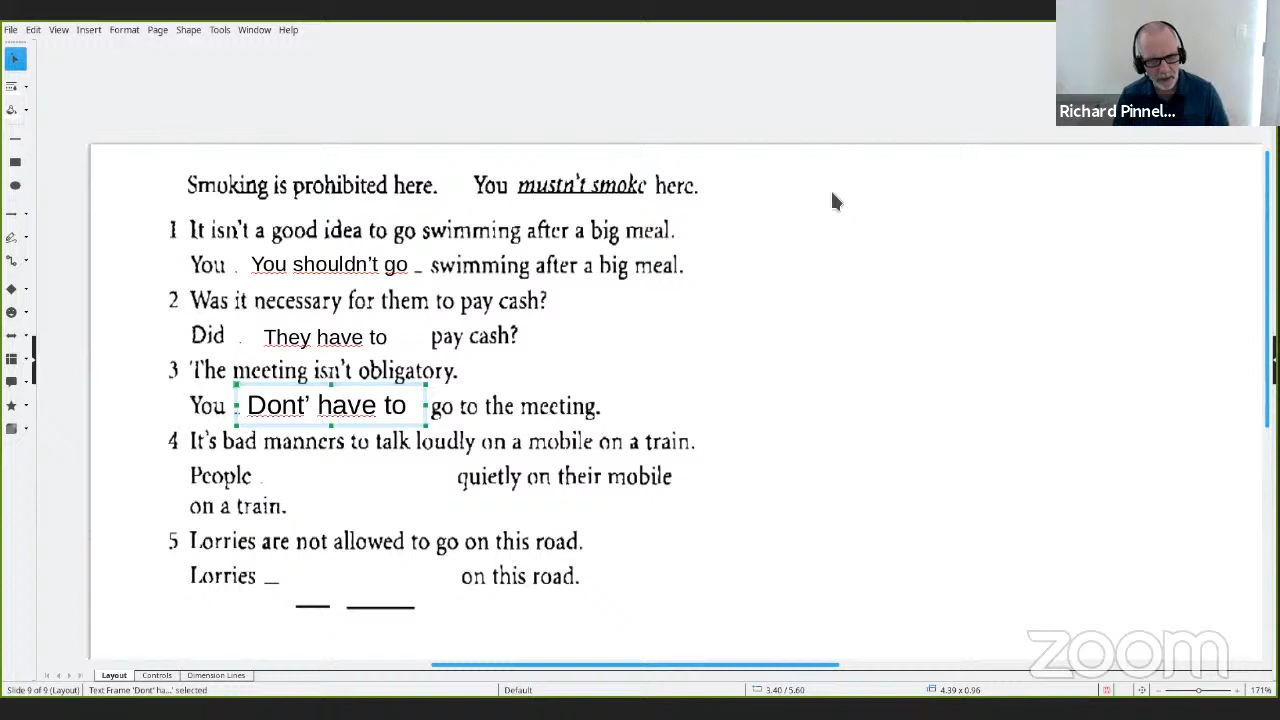 File Edit View Insert Format Page Shape Tools Window Help
Richard Pinnel...
Smoking is prohibited here. You mustn't smoke here.
1 It isn't a good idea to go swimming after a big meal.
You You shouldn't go swimming after a big meal.
2 Was it necessary for them to pay cash?
Did They have to pay cash?
3 The meeting isn't obligatory.
You Dont' have to go to the meeting.
4 It's bad manners to talk loudly on a mobile on a train.
People quietly on their mobile
on a train.
5 Lorries are not allowed to go on this road.
Lorries on this road.
zoom
Layout Controls Dimension Lines
Slide 9 of 9 (Layout) Text Frame 'Dont' ha...' selected Default 3.40 / 5.60 4.39 x 0.96 171%